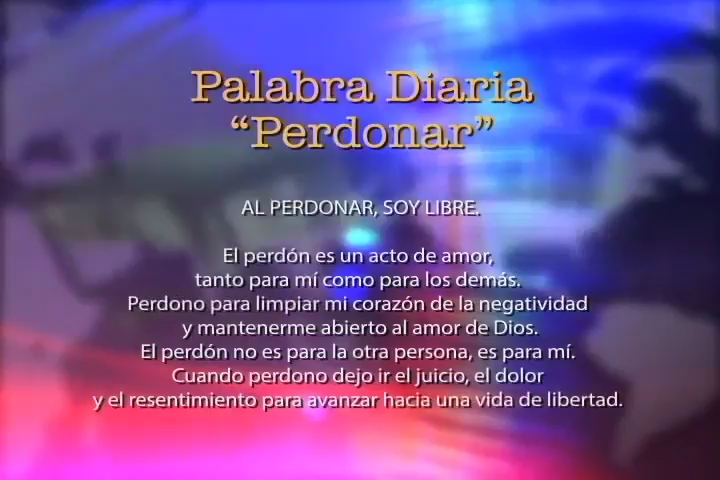 Palabra Diaria
“Perdonar”
AL PERDONAR, SOY LIBRE.
El perdón es un acto de amor,
tanto para mí como para los demás.
Perdono para limpiar mi corazón de la negatividad
y mantenerme abierto al amor de Dios.
El perdón no es para la otra persona, es para mí.
Cuando perdono dejo ir el juicio, el dolor
y el resentimiento para avanzar hacia una vida de libertad.